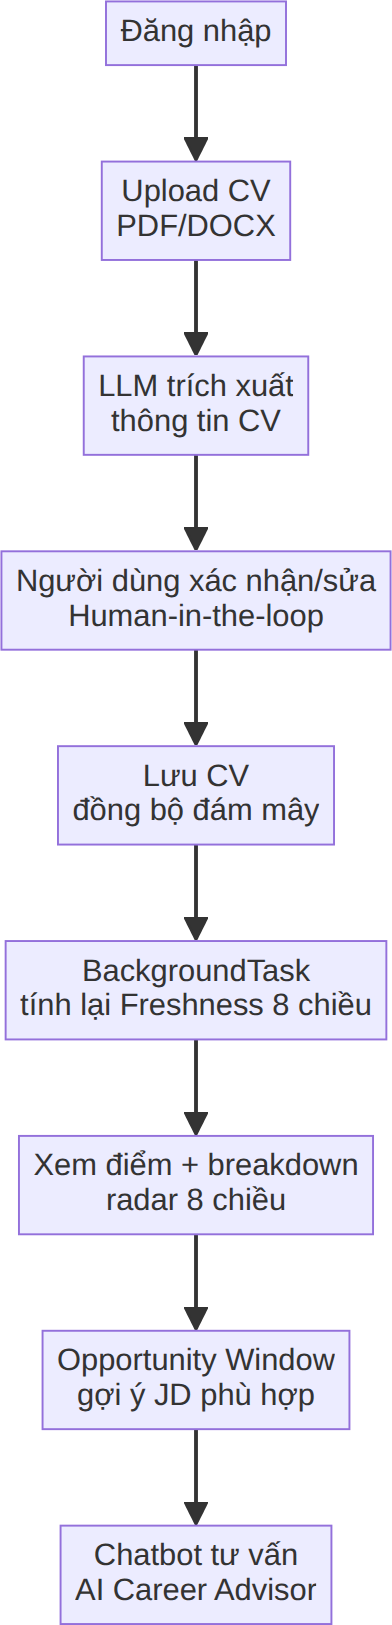 Đăng nhập
Upload CV
PDF/DOCX
LLM trích xuất
thông tin CV
Người dùng xác nhận/sửa
Human-in-the-loop
Lưu CV
đồng bộ đám mây
BackgroundTask
tính lại Freshness 8 chiều
Xem điểm + breakdown
radar 8 chiều
Opportunity Window
gợi ý JD phù hợp
Chatbot tư vấn
AI Career Advisor